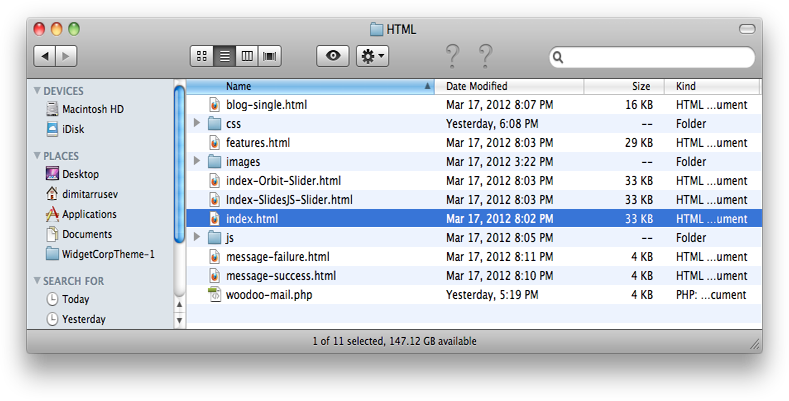 HTML
Name Date Modified Size Kind
DEVICES
Macintosh HD
iDisk
PLACES
Desktop
dimitarrusev
Applications
Documents
WidgetCorpTheme-1
SEARCH FOR
Today
Yesterday
blog-single.html Mar 17, 2012 8:07 PM 16 KB HTML ...ument
css Yesterday, 6:08 PM -- Folder
features.html Mar 17, 2012 8:03 PM 29 KB HTML ...ument
images Mar 17, 2012 3:22 PM -- Folder
index-Orbit-Slider.html Mar 17, 2012 8:03 PM 33 KB HTML ...ument
Index-SlidesJS-Slider.html Mar 17, 2012 8:03 PM 33 KB HTML ...ument
index.html Mar 17, 2012 8:02 PM 33 KB HTML ...ument
js Mar 17, 2012 8:05 PM -- Folder
message-failure.html Mar 17, 2012 8:11 PM 4 KB HTML ...ument
message-success.html Mar 17, 2012 8:10 PM 4 KB HTML ...ument
woodoo-mail.php Yesterday, 5:19 PM 4 KB PHP: ...cument
1 of 11 selected, 147.12 GB available